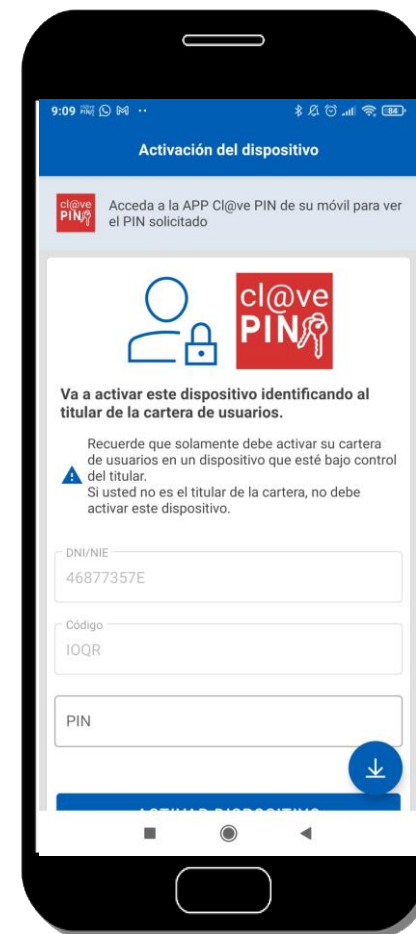 9:09
84
Activación del dispositivo
cl@ve
PIN
Acceda a la APP Cl@ve PIN de su móvil para ver
el PIN solicitado
cl@ve
PIN
Va a activar este dispositivo identificando al
titular de la cartera de usuarios.
Recuerde que solamente debe activar su cartera
de usuarios en un dispositivo que esté bajo control
del titular.
Si usted no es el titular de la cartera, no debe
activar este dispositivo.
DNI/NIE
46877357E
Código
IOQR
PIN
ACTIVAR DISPOSITIVO